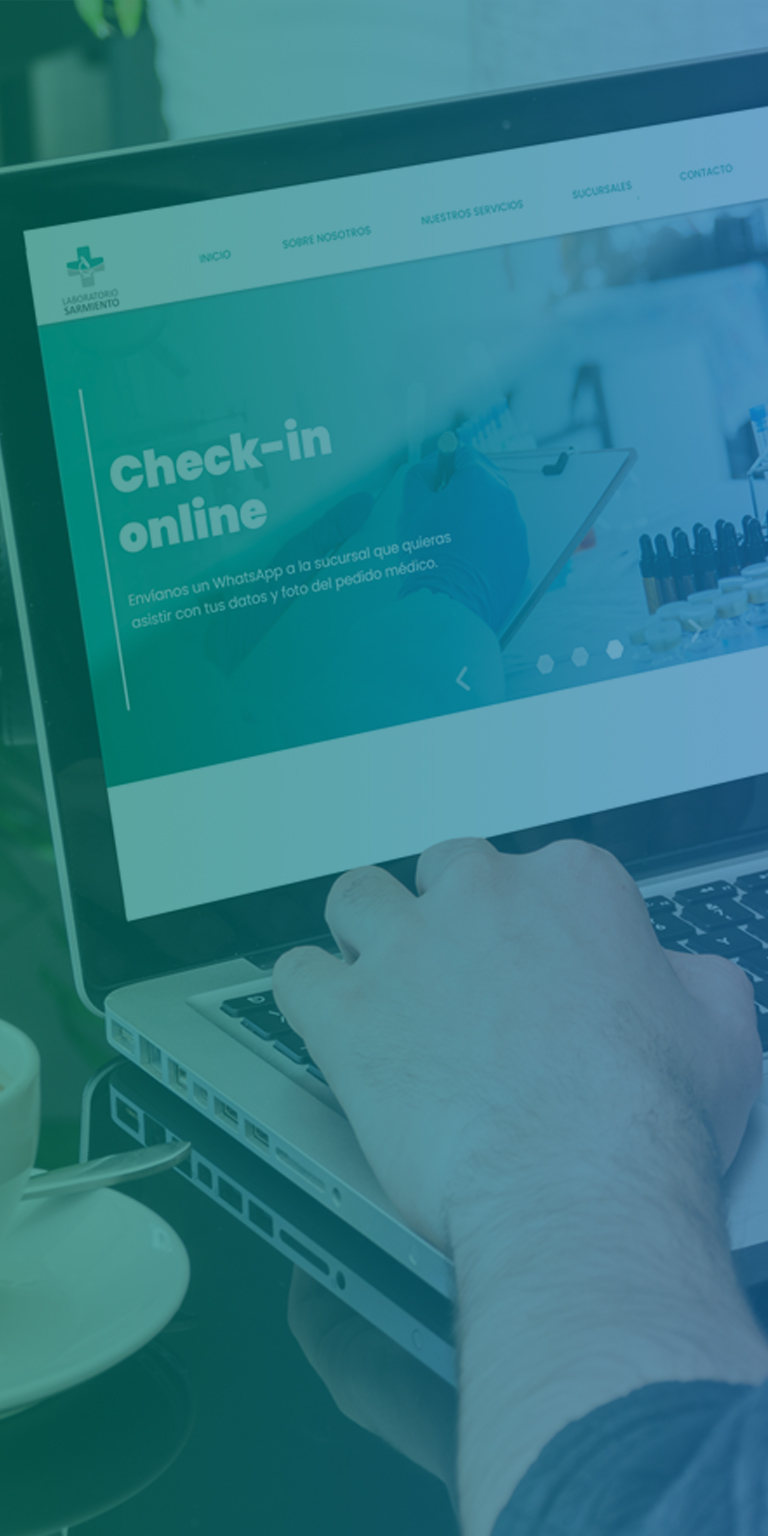 INICIO
SOBRE NOSOTROS
NUESTROS SERVICIOS
SUCURSALES
CONTACTO
LABORATORIO
SARMIENTO
Check-in
online
Envíanos un WhatsApp a la sucursal que quieras
asistir con tus datos y foto del pedido médico.